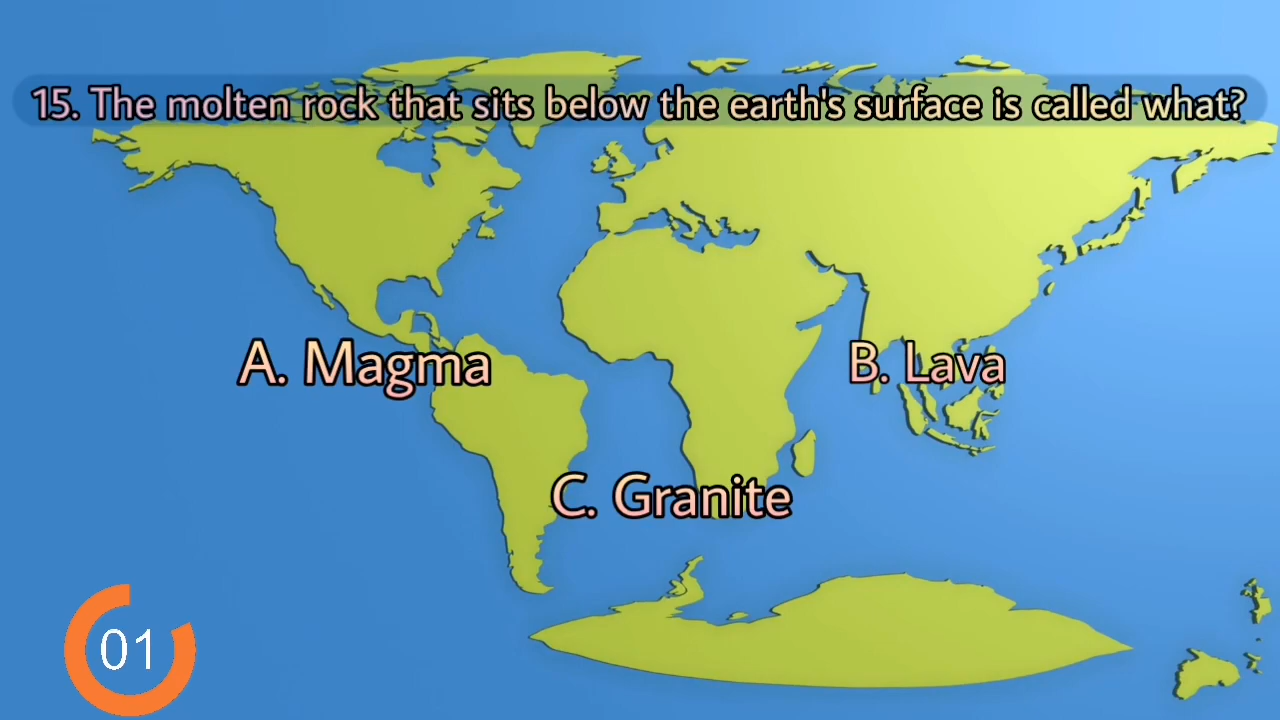 15. The molten rock that sits below the earth's surface is called what?
A. Magma
B. Lava
C. Granite
01